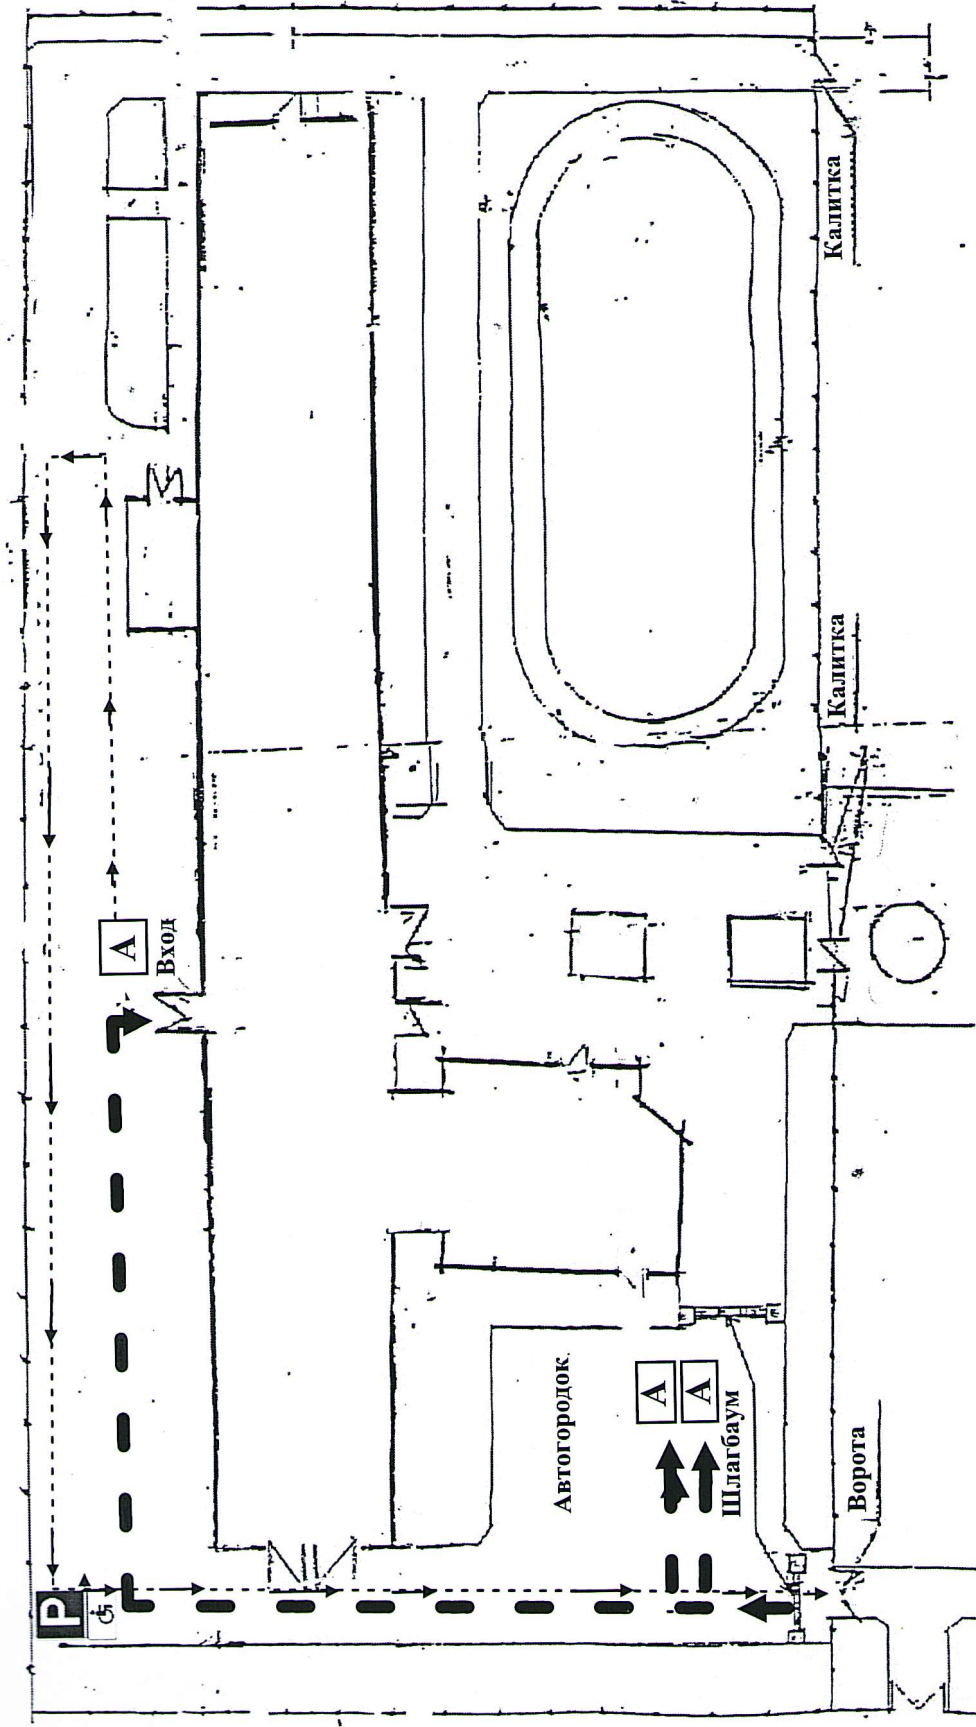 Калитка
Калитка
А
Вход
Автогородок
А
А
Шлагбаум
Ворота
P